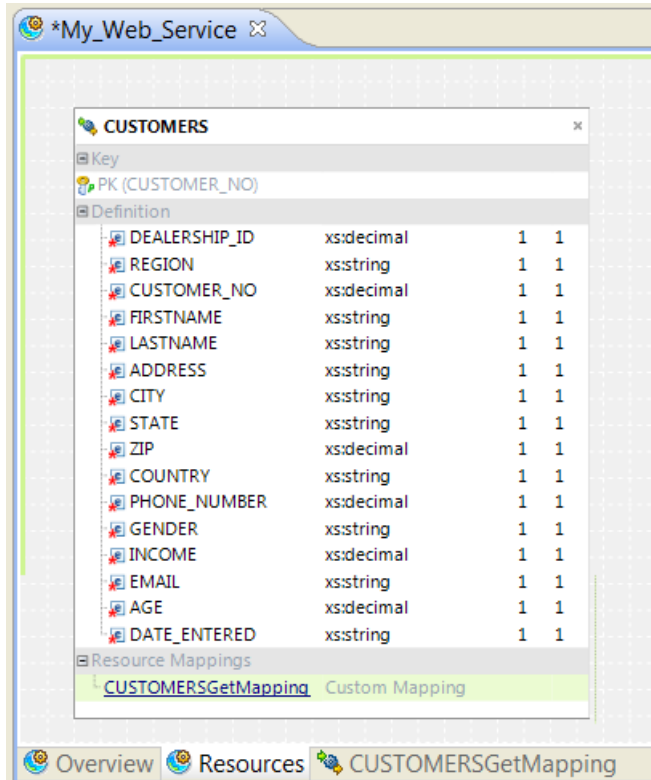 *My_Web_Service
CUSTOMERS
Key
PK (CUSTOMER_NO)
Definition
DEALERSHIP_ID xs:decimal 1 1
REGION xs:string 1 1
CUSTOMER_NO xs:decimal 1 1
FIRSTNAME xs:string 1 1
LASTNAME xs:string 1 1
ADDRESS xs:string 1 1
CITY xs:string 1 1
STATE xs:string 1 1
ZIP xs:decimal 1 1
COUNTRY xs:string 1 1
PHONE_NUMBER xs:decimal 1 1
GENDER xs:string 1 1
INCOME xs:decimal 1 1
EMAIL xs:string 1 1
AGE xs:decimal 1 1
DATE_ENTERED xs:string 1 1
Resource Mappings
CUSTOMERSGetMapping Custom Mapping
Overview Resources CUSTOMERSGetMapping